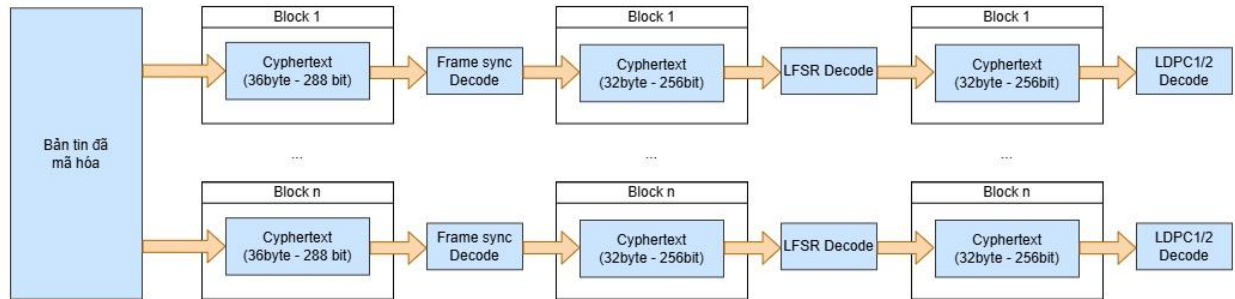 Bản tin đã
mã hóa
Block 1
Cyphertext
(36byte - 288 bit)
Frame sync
Decode
Block 1
Cyphertext
(32byte - 256bit)
LFSR Decode
Block 1
Cyphertext
(32byte - 256bit)
LDPC1/2
Decode
...
...
...
Block n
Cyphertext
(36byte - 288 bit)
Frame sync
Decode
Block n
Cyphertext
(32byte - 256bit)
LFSR Decode
Block n
Cyphertext
(32byte - 256bit)
LDPC1/2
Decode